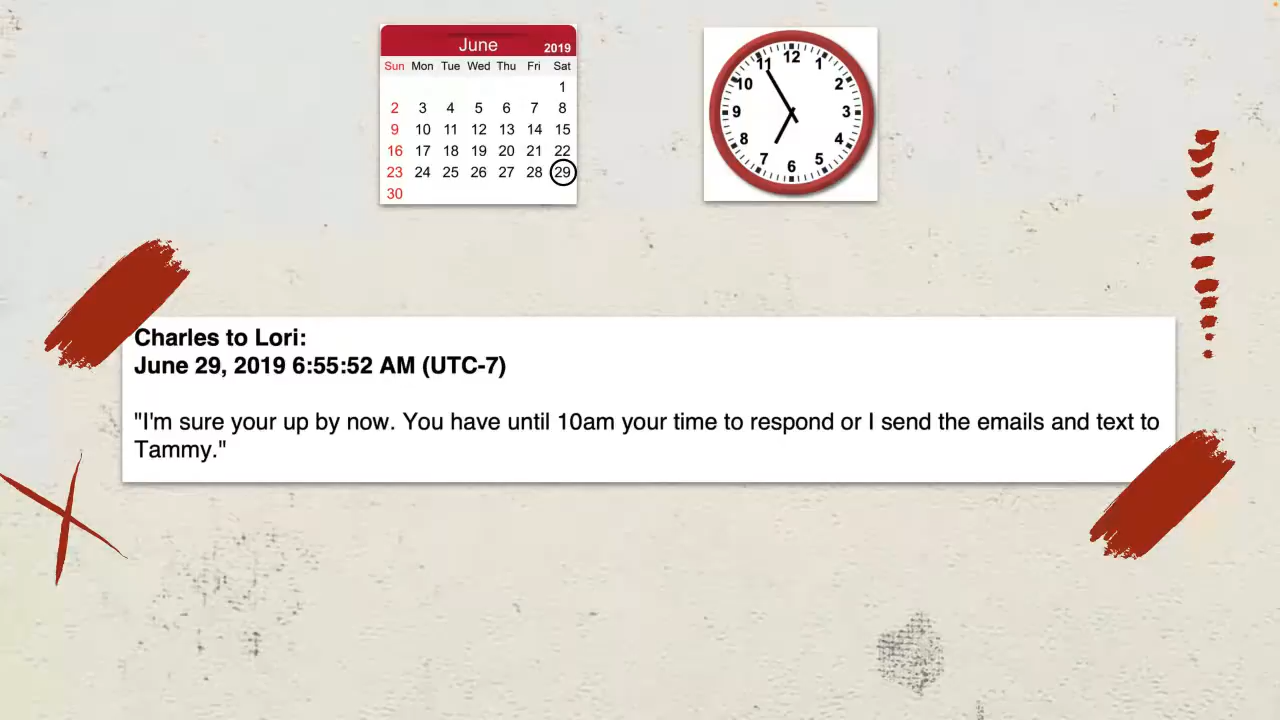 June 2019
Sun Mon Tue Wed Thu Fri Sat
1
2 3 4 5 6 7 8
9 10 11 12 13 14 15
16 17 18 19 20 21 22
23 24 25 26 27 28 29
30
12
11 1
10 2
9 3
8 4
7 5
6
Charles to Lori:
June 29, 2019 6:55:52 AM (UTC-7)
"I'm sure your up by now. You have until 10am your time to respond or I send the emails and text to
Tammy."